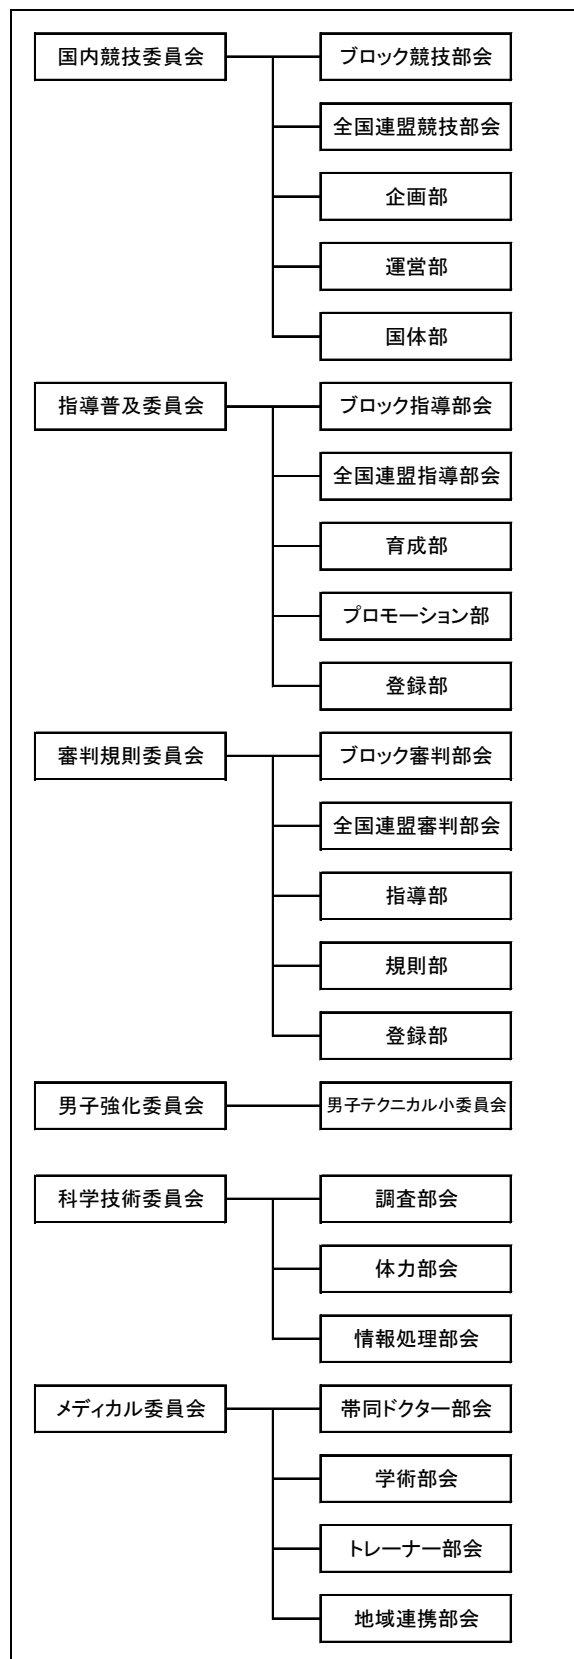 国内競技委員会
ブロック競技部会
全国連盟競技部会
企画部
運営部
国体部
指導普及委員会
ブロック指導部会
全国連盟指導部会
育成部
プロモーション部
登録部
審判規則委員会
ブロック審判部会
全国連盟審判部会
指導部
規則部
登録部
男子強化委員会
男子テクニカル小委員会
科学技術委員会
調査部会
体力部会
情報処理部会
メディカル委員会
帯同ドクター部会
学術部会
トレーナー部会
地域連携部会